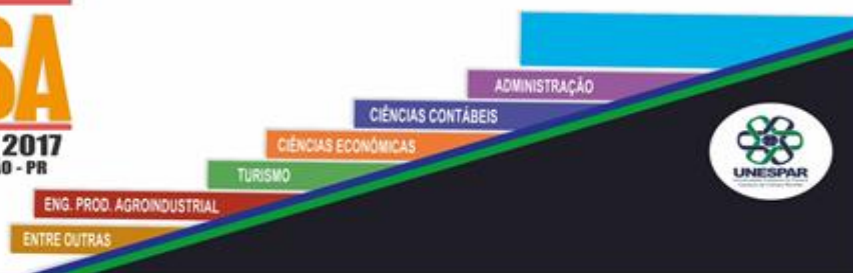 SA
2017
O - PR
ADMINISTRAÇÃO
CIÊNCIAS CONTÁBEIS
CIÊNCIAS ECONÔMICAS
TURISMO
ENG. PROD. AGROINDUSTRIAL
ENTRE OUTRAS
UNESPAR